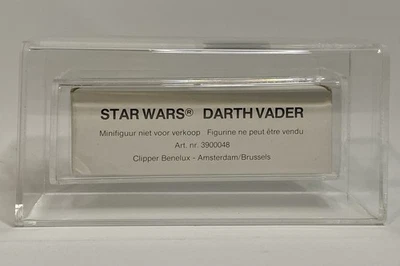 STAR WARS® DARTH VADER
Minifiguur niet voor verkoop Figurine ne peut être vendu
Art. nr. 3900048
Clipper Benelux - Amsterdam/Brussels